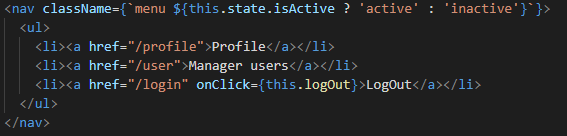 <nav className={`menu ${this.state.isActive ? 'active' : 'inactive'}`}>
  <ul>
    <li><a href="/profile">Profile</a></li>
    <li><a href="/user">Manager users</a></li>
    <li><a href="/login" onClick={this.logOut}>LogOut</a></li>
  </ul>
</nav>